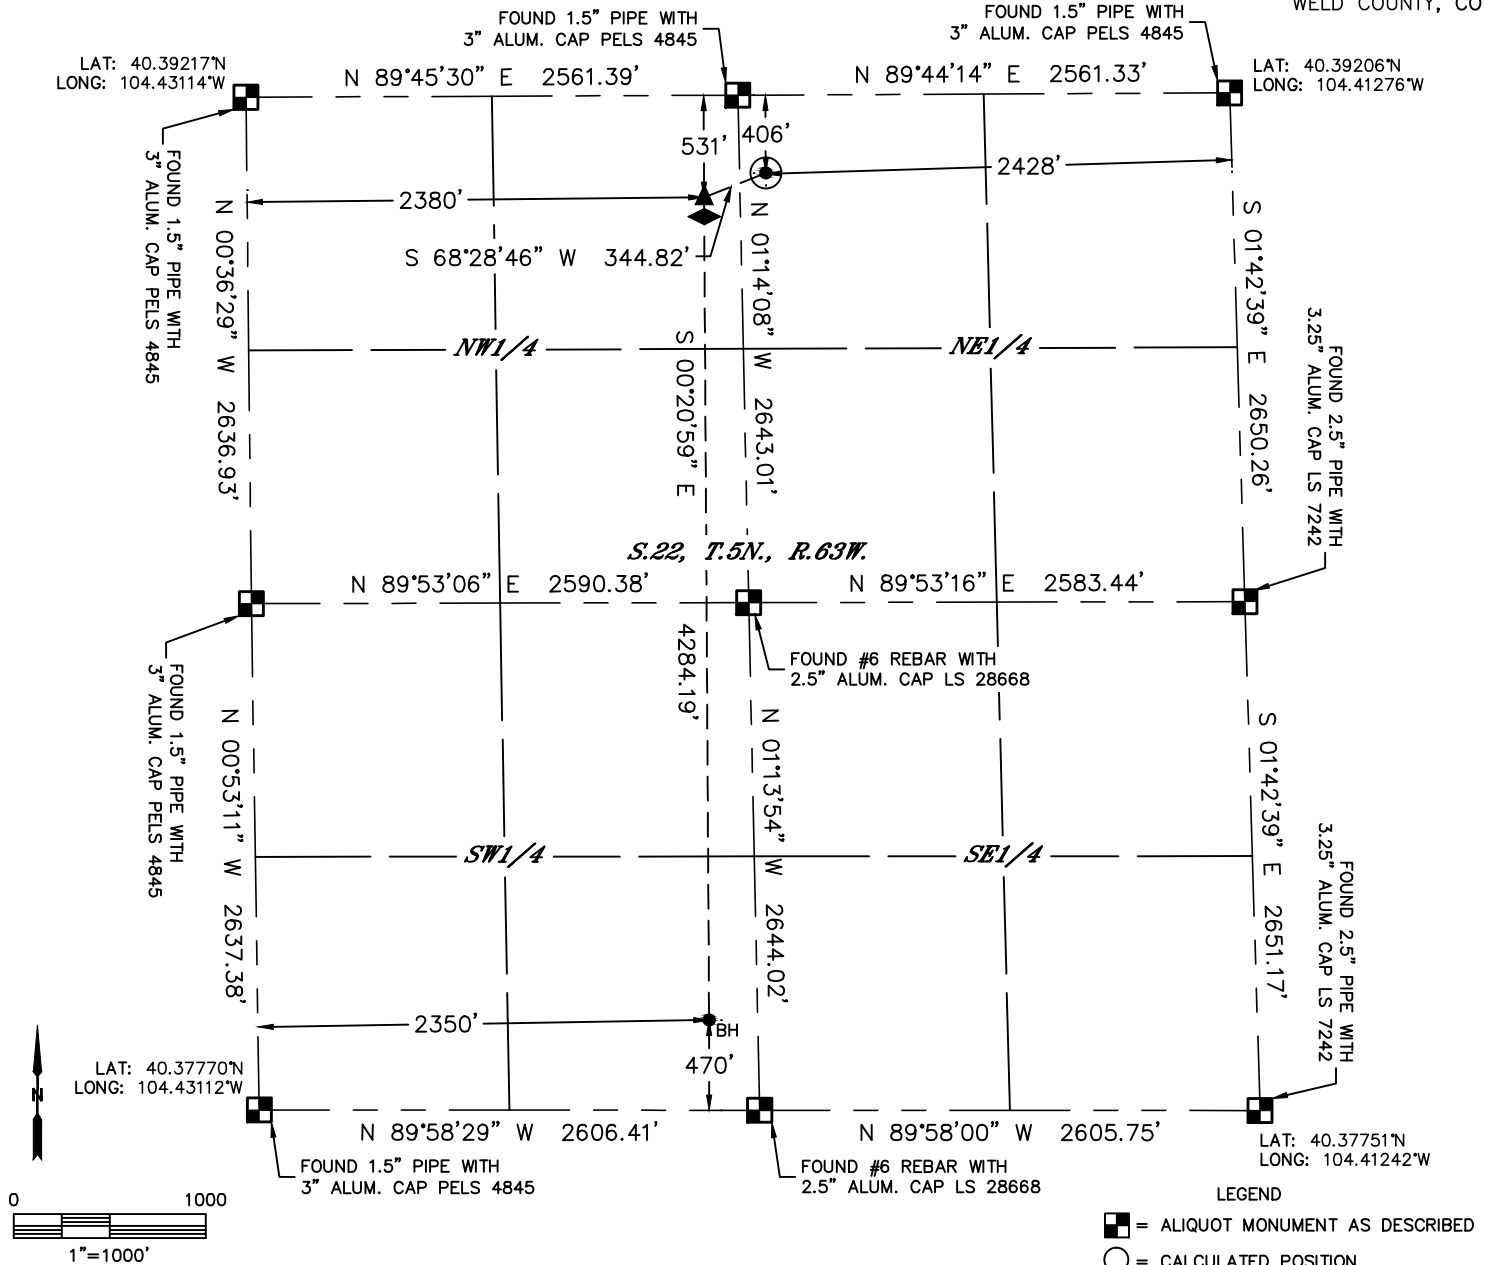 WELD COUNTY, CO
FOUND 1.5" PIPE WITH
3" ALUM. CAP PELS 4845
FOUND 1.5" PIPE WITH
3" ALUM. CAP PELS 4845
LAT: 40.39217°N
LONG: 104.43114°W
N 89°45'30" E 2561.39'
N 89°44'14" E 2561.33'
LAT: 40.39206°N
LONG: 104.41276°W
531'
406'
2428'
2380'
FOUND 1.5" PIPE WITH
3" ALUM. CAP PELS 4845
S 68°28'46" W 344.82'
N 00°36'29" W 2636.93'
N 01°14'08" W 2643.01'
S 01°42'39" E 2650.26'
NW1/4
NE1/4
S 00°20'59" E 4284.19'
FOUND 2.5" PIPE WITH
3.25" ALUM. CAP LS 7242
S.22, T.5N., R.63W.
N 89°53'06" E 2590.38'
N 89°53'16" E 2583.44'
FOUND #6 REBAR WITH
2.5" ALUM. CAP LS 28668
FOUND 1.5" PIPE WITH
3" ALUM. CAP PELS 4845
N 00°53'11" W 2637.38'
N 01°13'54" W 2644.02'
S 01°42'39" E 2651.17'
SW1/4
SE1/4
FOUND 2.5" PIPE WITH
3.25" ALUM. CAP LS 7242
2350'
BH
470'
N
LAT: 40.37770°N
LONG: 104.43112°W
N 89°58'29" W 2606.41'
N 89°58'00" W 2605.75'
LAT: 40.37751°N
LONG: 104.41242°W
FOUND 1.5" PIPE WITH
3" ALUM. CAP PELS 4845
FOUND #6 REBAR WITH
2.5" ALUM. CAP LS 28668
0 1000
1"=1000'
LEGEND
= ALIQUOT MONUMENT AS DESCRIBED
= CALCULATED POSITION